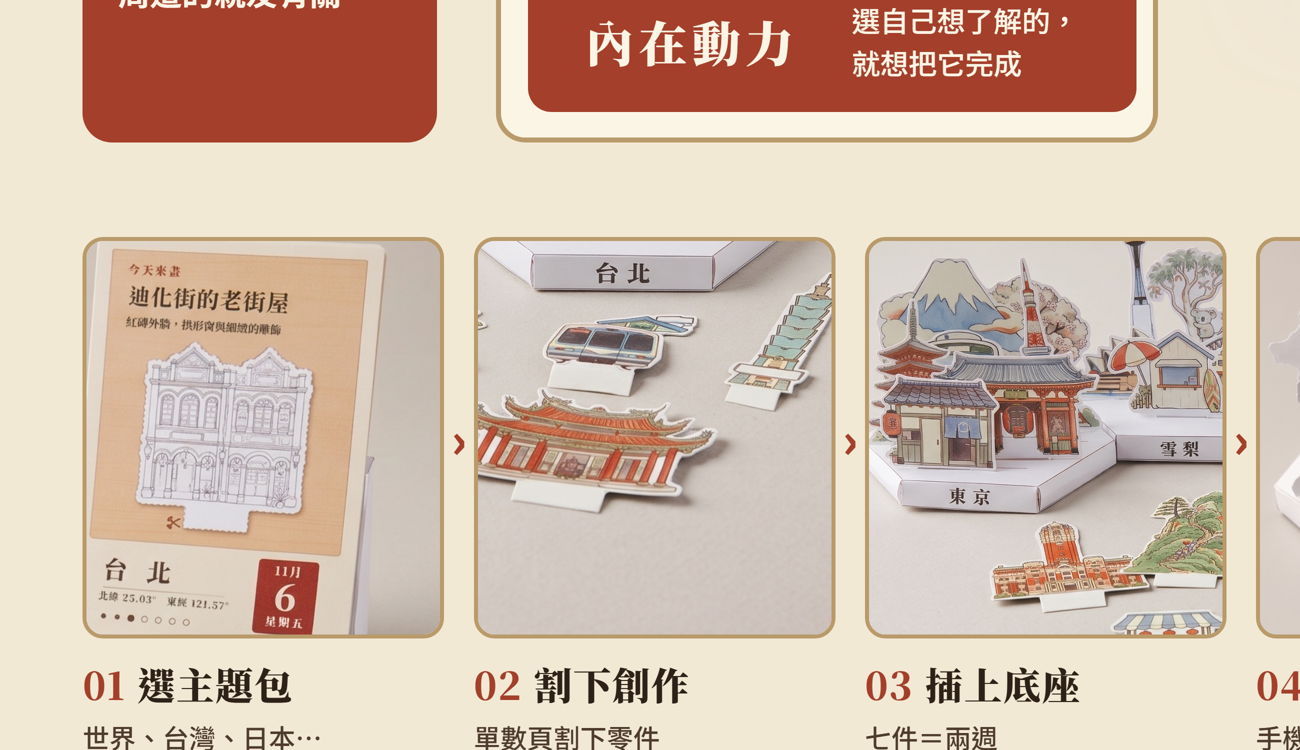 內在動力
選自己想了解的，
就想把它完成
今天來畫
迪化街的老街屋
紅磚外牆，拱形窗與細緻的雕飾
台北
北緯 25.03° 東經 121.57°
11月
6
星期五
台北
東京
雪梨
01 選主題包
世界、台灣、日本…
02 割下創作
單數頁割下零件
03 插上底座
七件＝兩週
04
手機